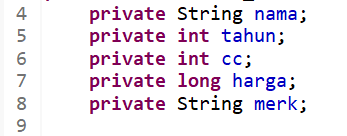 4 private String nama;
5 private int tahun;
6 private int cc;
7 private long harga;
8 private String merk;
9